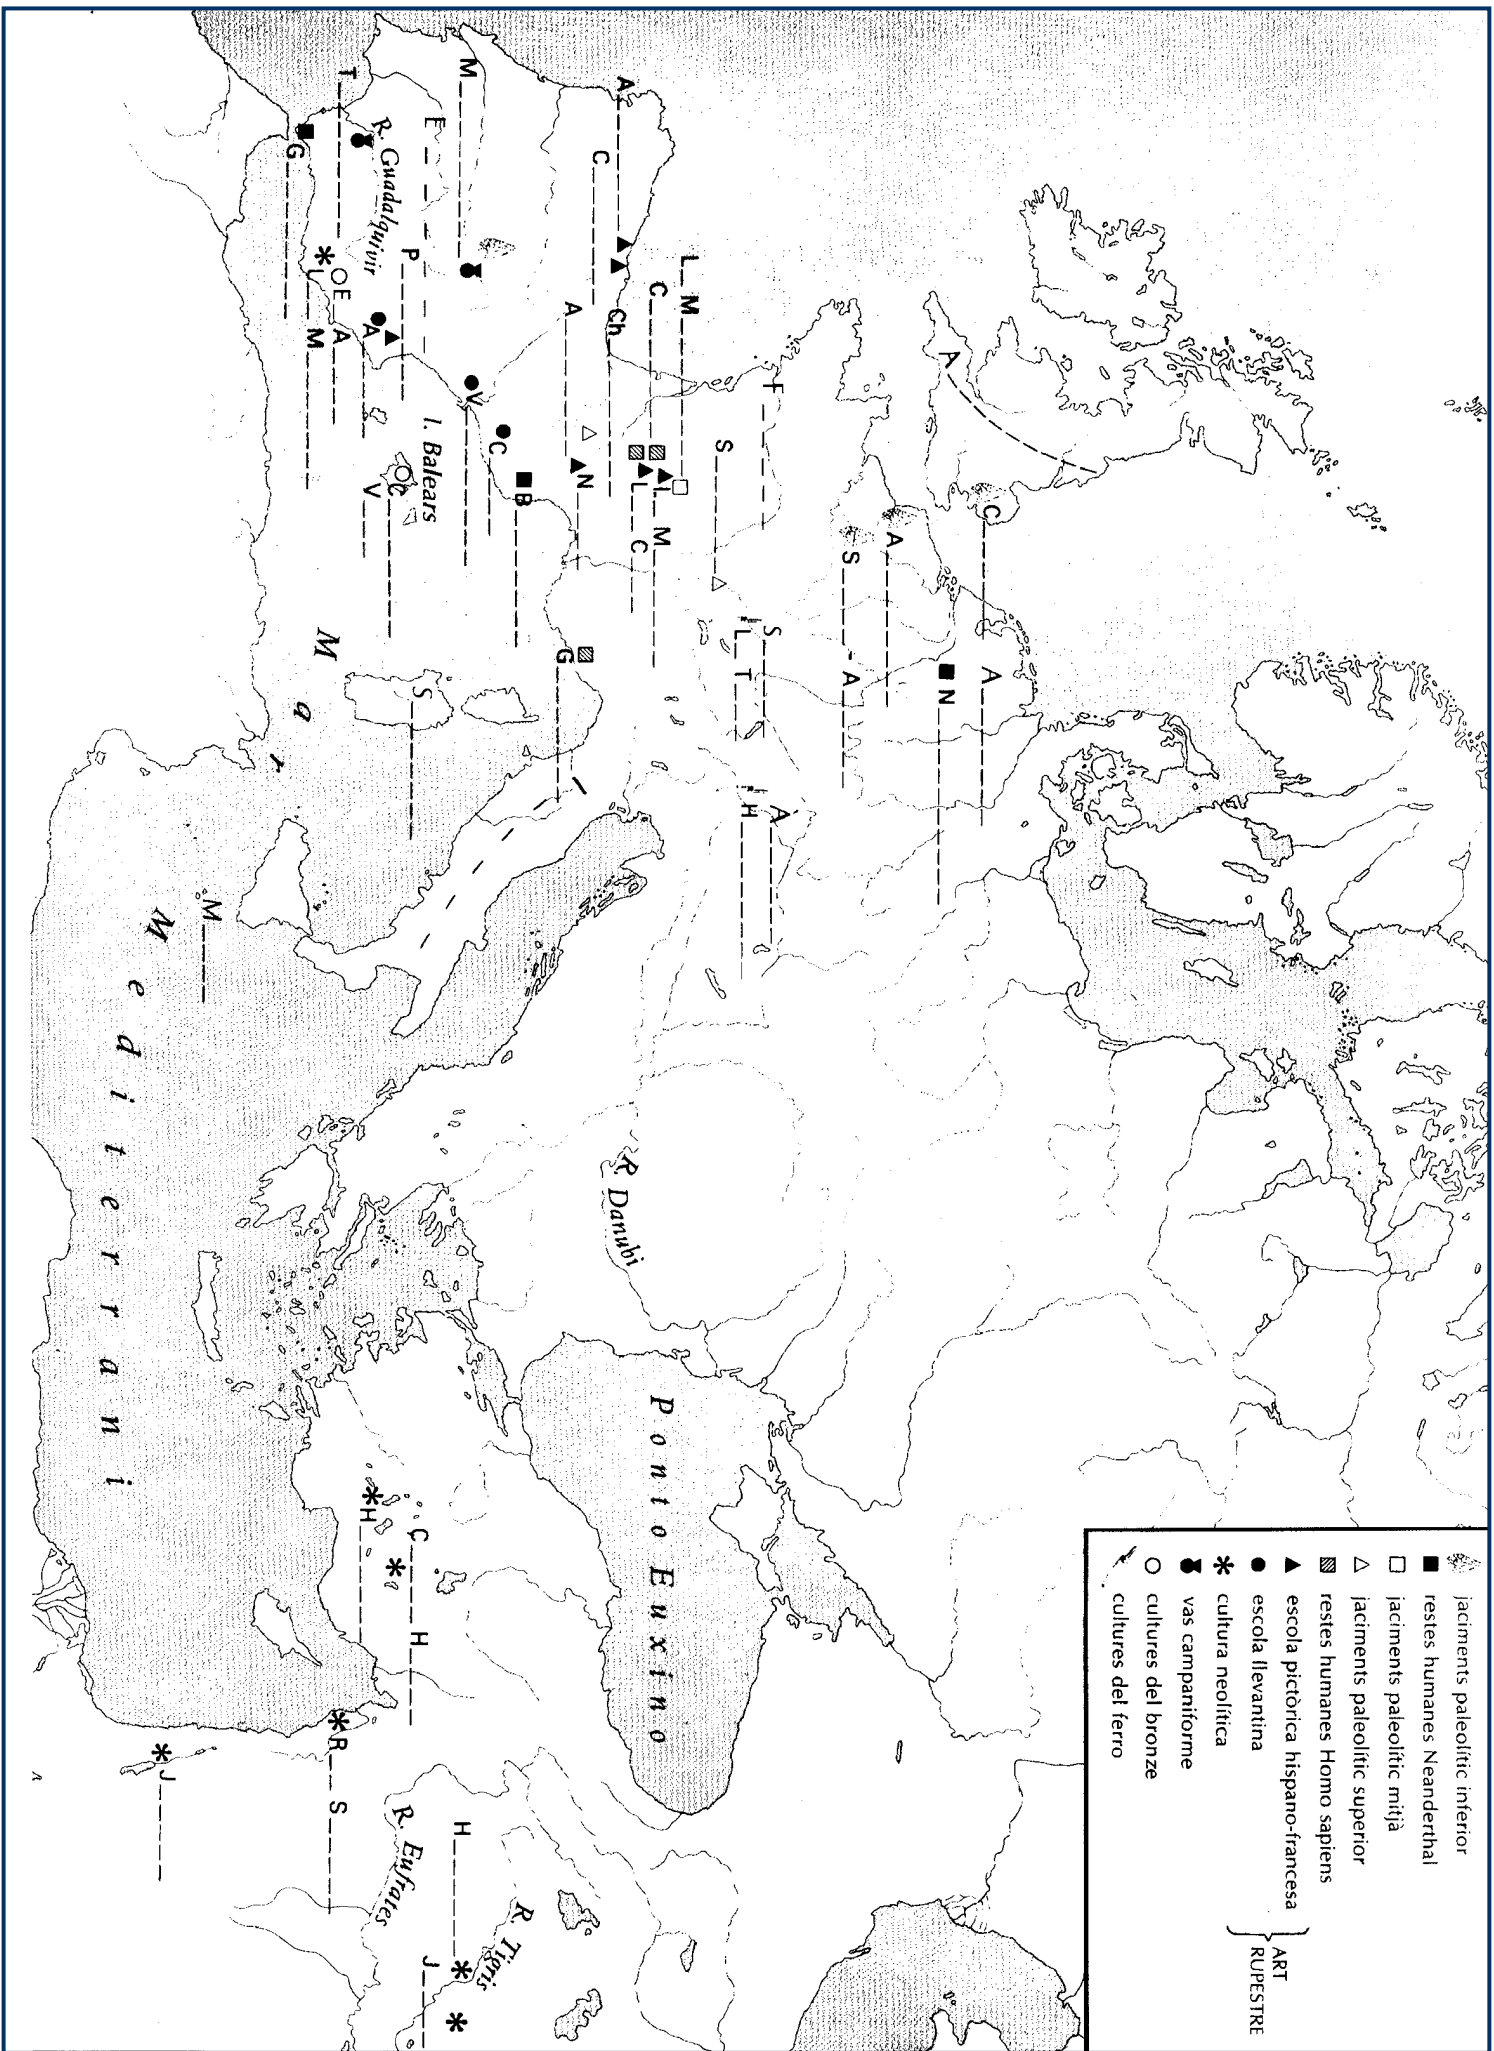 jaciments paleolític inferior
restes humanes Neanderthal
jaciments paleolític mitjà
jaciments paleolític superior
restes humanes Homo sapiens
escola pictòrica hispano-francesa
escola llevantina
ART
RUPESTRE
cultura neolítica
vas campaniforme
cultures del bronze
cultures del ferro
C
A
A
N
A
S A
A
H
F
S
L T
S
L M
L M
C
L C
A
C
Ch
A
N
G
B
C
V
M
E
P
A
T
A
E
L M
G
I. Balears
C
V
S
M
R. Guadalquivir
R. Danubi
Ponto Euxino
Mar Mediterrani
Ç H
H
R S
J
H
J
R. Eufrates
R. Tigris